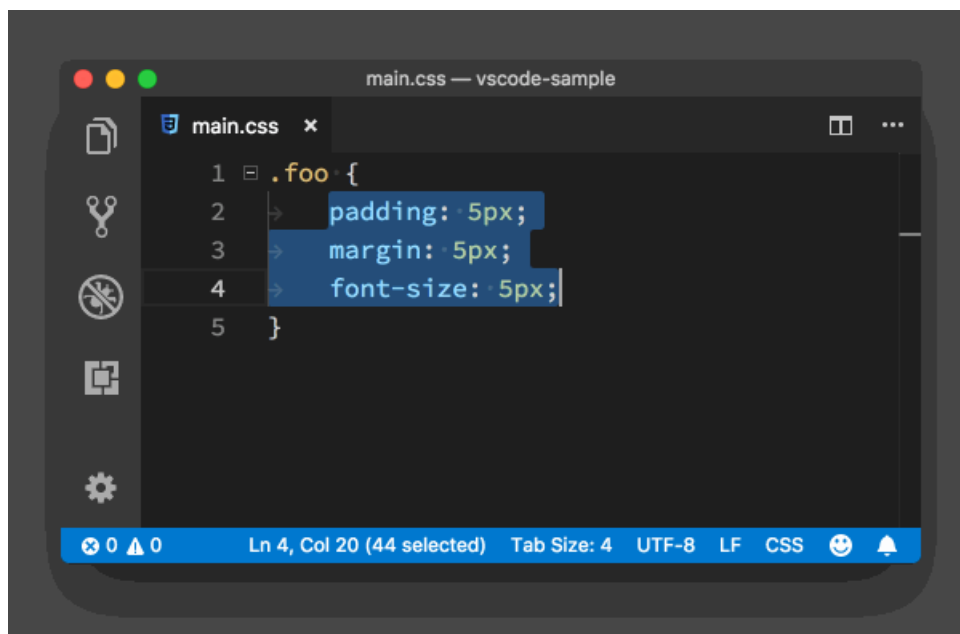 main.css — vscode-sample
main.css ×
1 .foo {
2 padding: 5px;
3 margin: 5px;
4 font-size: 5px;
5 }
0 0 Ln 4, Col 20 (44 selected) Tab Size: 4 UTF-8 LF CSS